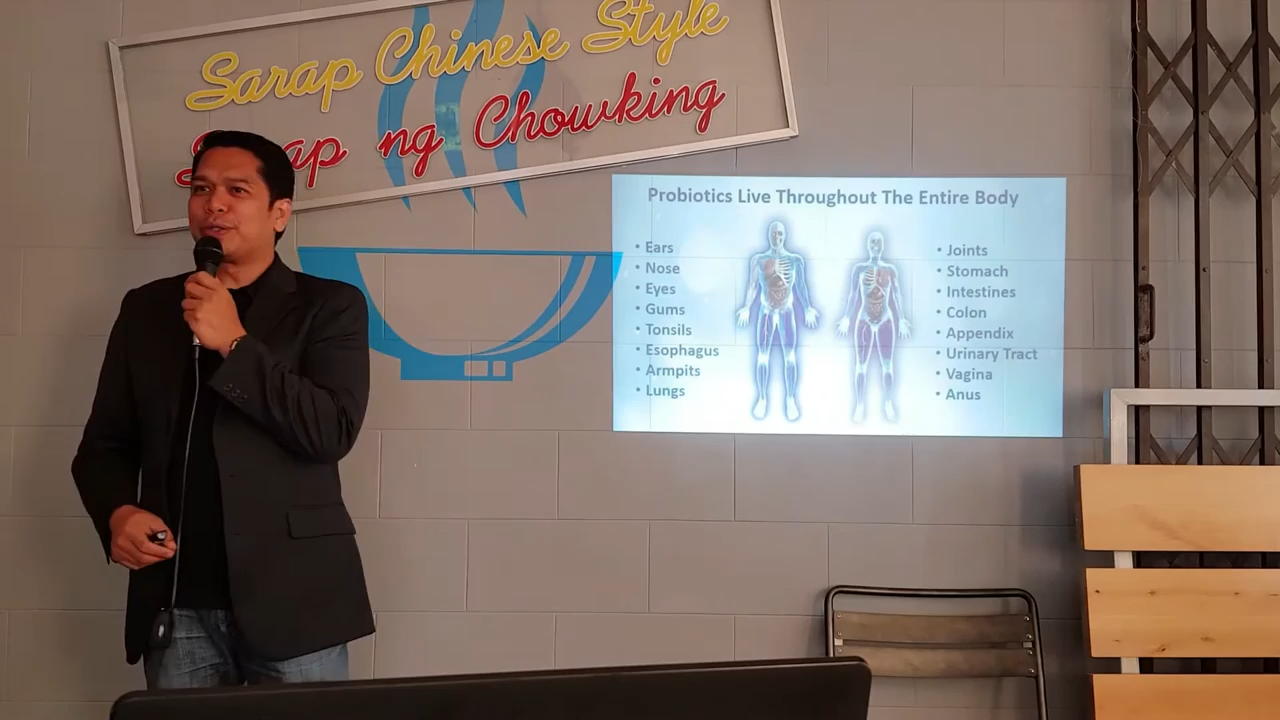 Sarap Chinese Style
Sarap ng Chowking
Probiotics Live Throughout The Entire Body
• Ears
• Nose
• Eyes
• Gums
• Tonsils
• Esophagus
• Armpits
• Lungs
• Joints
• Stomach
• Intestines
• Colon
• Appendix
• Urinary Tract
• Vagina
• Anus